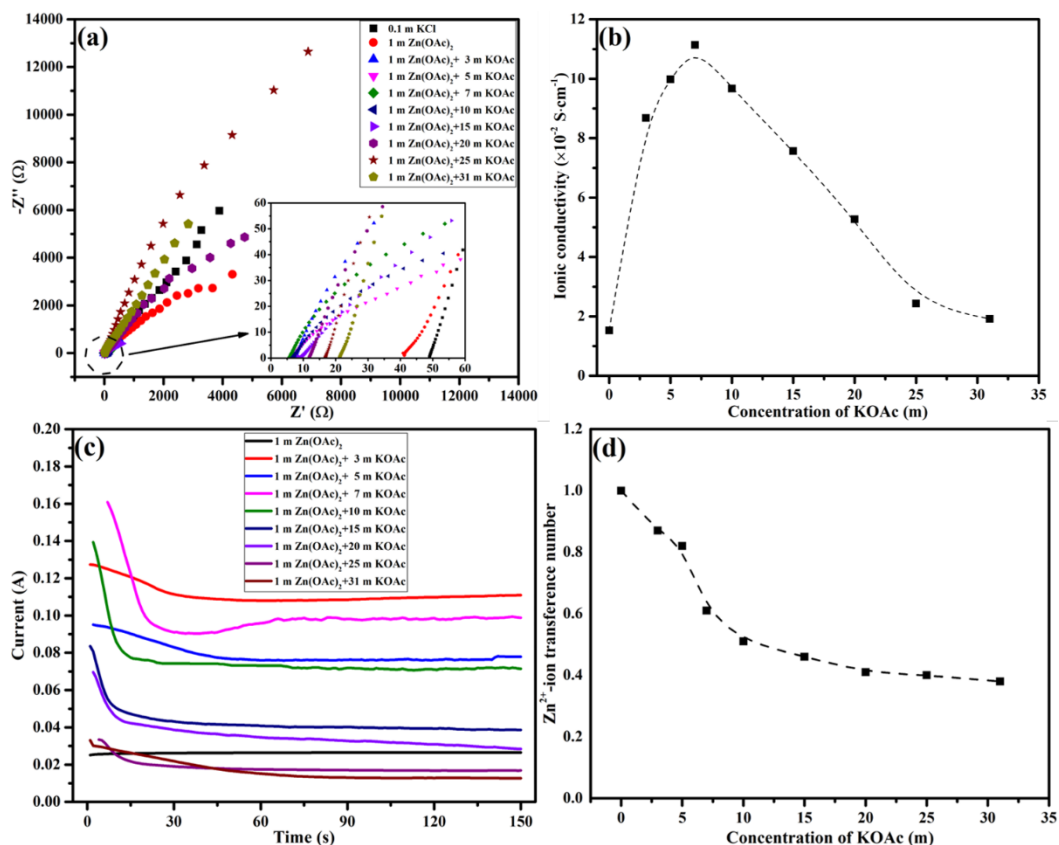 (a)
14000
12000
10000
8000
6000
4000
2000
0
-Z'' (Ω)
0.1 m KCl
1 m Zn(OAc)₂
1 m Zn(OAc)₂+ 3 m KOAc
1 m Zn(OAc)₂+ 5 m KOAc
1 m Zn(OAc)₂+ 7 m KOAc
1 m Zn(OAc)₂+10 m KOAc
1 m Zn(OAc)₂+15 m KOAc
1 m Zn(OAc)₂+20 m KOAc
1 m Zn(OAc)₂+25 m KOAc
1 m Zn(OAc)₂+31 m KOAc
60
50
40
30
20
10
0
0 10 20 30 40 50 60
0 2000 4000 6000 8000 10000 12000 14000
Z' (Ω)
(b)
12
10
8
6
4
2
0
Ionic conductivity (×10⁻² S·cm⁻¹)
0 5 10 15 20 25 30 35
Concentration of KOAc (m)
(c)
0.20
0.18
0.16
0.14
0.12
0.10
0.08
0.06
0.04
0.02
0.00
Current (A)
1 m Zn(OAc)₂
1 m Zn(OAc)₂+ 3 m KOAc
1 m Zn(OAc)₂+ 5 m KOAc
1 m Zn(OAc)₂+ 7 m KOAc
1 m Zn(OAc)₂+10 m KOAc
1 m Zn(OAc)₂+15 m KOAc
1 m Zn(OAc)₂+20 m KOAc
1 m Zn(OAc)₂+25 m KOAc
1 m Zn(OAc)₂+31 m KOAc
0 30 60 90 120 150
Time (s)
(d)
1.2
1.0
0.8
0.6
0.4
0.2
0.0
Zn²⁺-ion transference number
0 5 10 15 20 25 30 35
Concentration of KOAc (m)